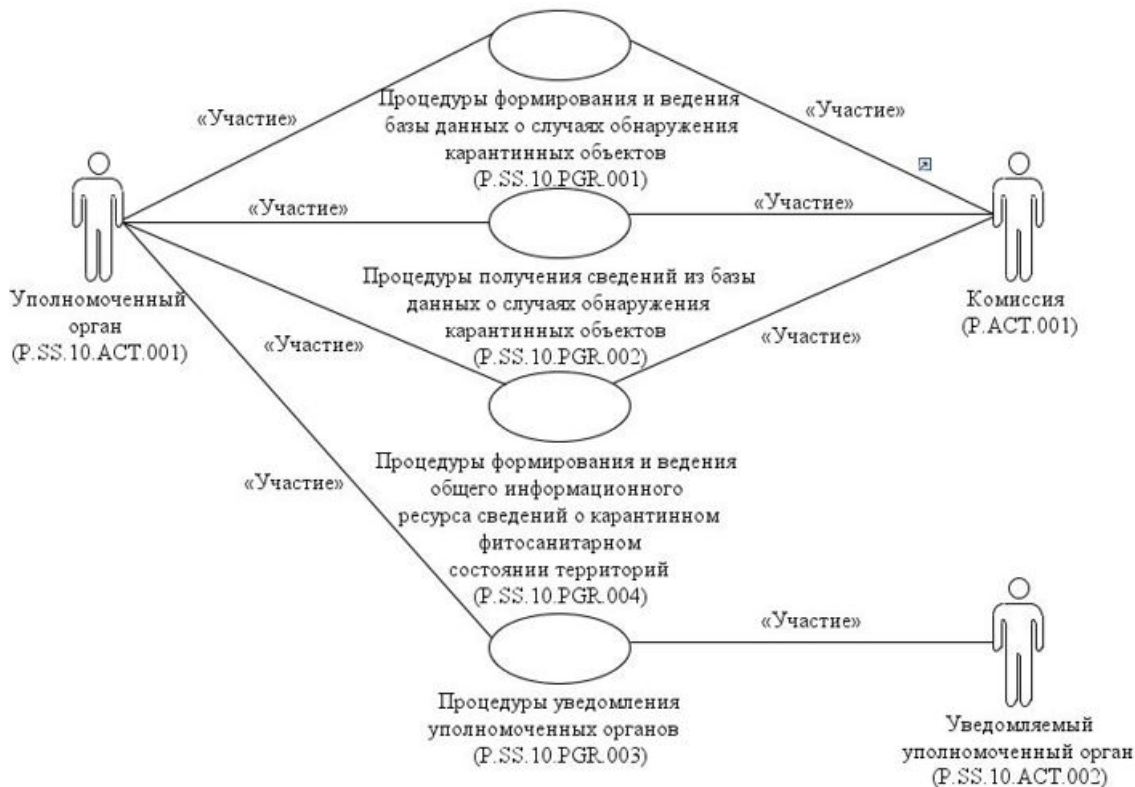 Процедуры формирования и ведения
базы данных о случаях обнаружения
карантинных объектов
(P.SS.10.PGR.001)
«Участие»
«Участие»
«Участие»
«Участие»
Уполномоченный
орган
(P.SS.10.ACT.001)
Процедуры получения сведений из базы
данных о случаях обнаружения
карантинных объектов
(P.SS.10.PGR.002)
Комиссия
(P.ACT.001)
«Участие»
«Участие»
Процедуры формирования и ведения
общего информационного
ресурса сведений о карантинном
фитосанитарном
состоянии территорий
(P.SS.10.PGR.004)
«Участие»
«Участие»
Процедуры уведомления
уполномоченных органов
(P.SS.10.PGR.003)
Уведомляемый
уполномоченный орган
(P.SS.10.ACT.002)